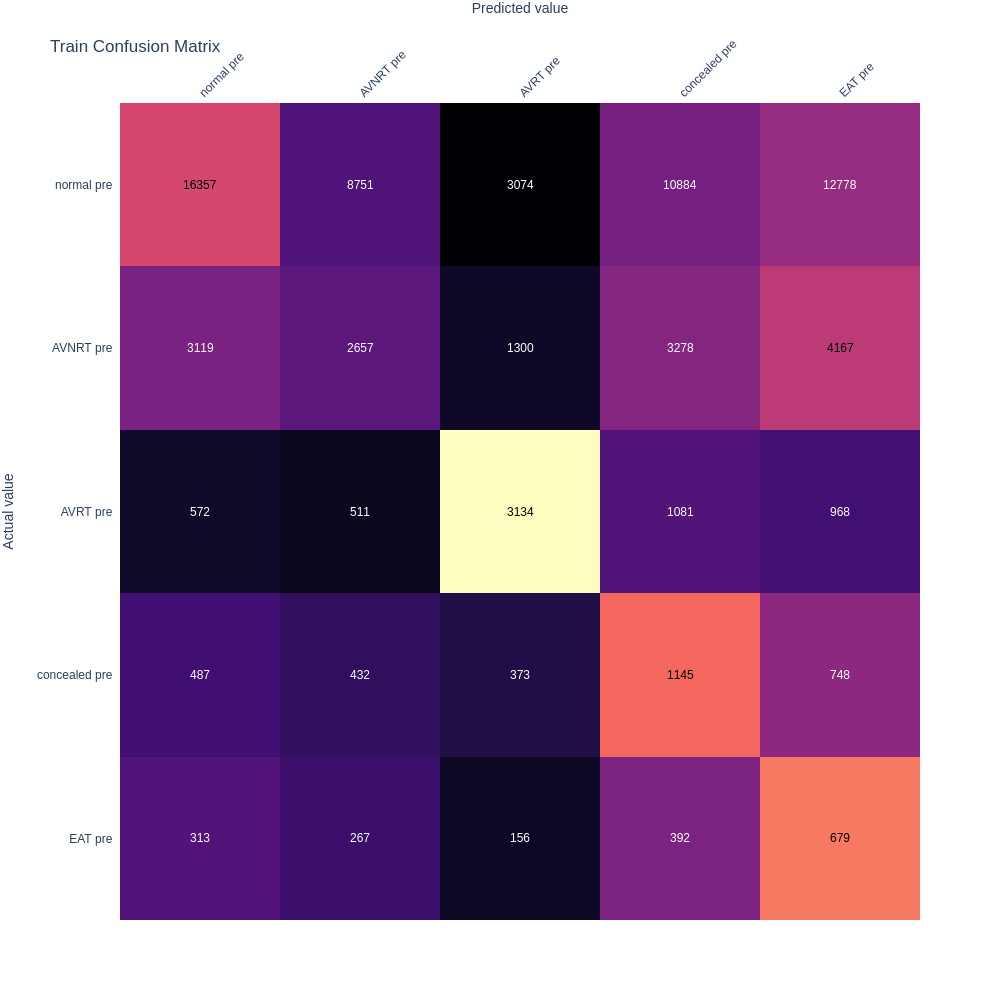 Predicted value
Train Confusion Matrix
normal pre AVNRT pre AVRT pre concealed pre EAT pre
normal pre 16357 8751 3074 10884 12778
AVNRT pre 3119 2657 1300 3278 4167
Actual value
AVRT pre 572 511 3134 1081 968
concealed pre 487 432 373 1145 748
EAT pre 313 267 156 392 679